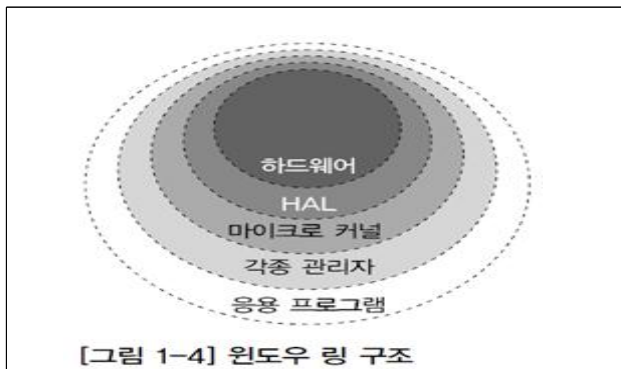 하드웨어
HAL
마이크로 커널
각종 관리자
응용 프로그램
[그림 1-4] 윈도우 링 구조